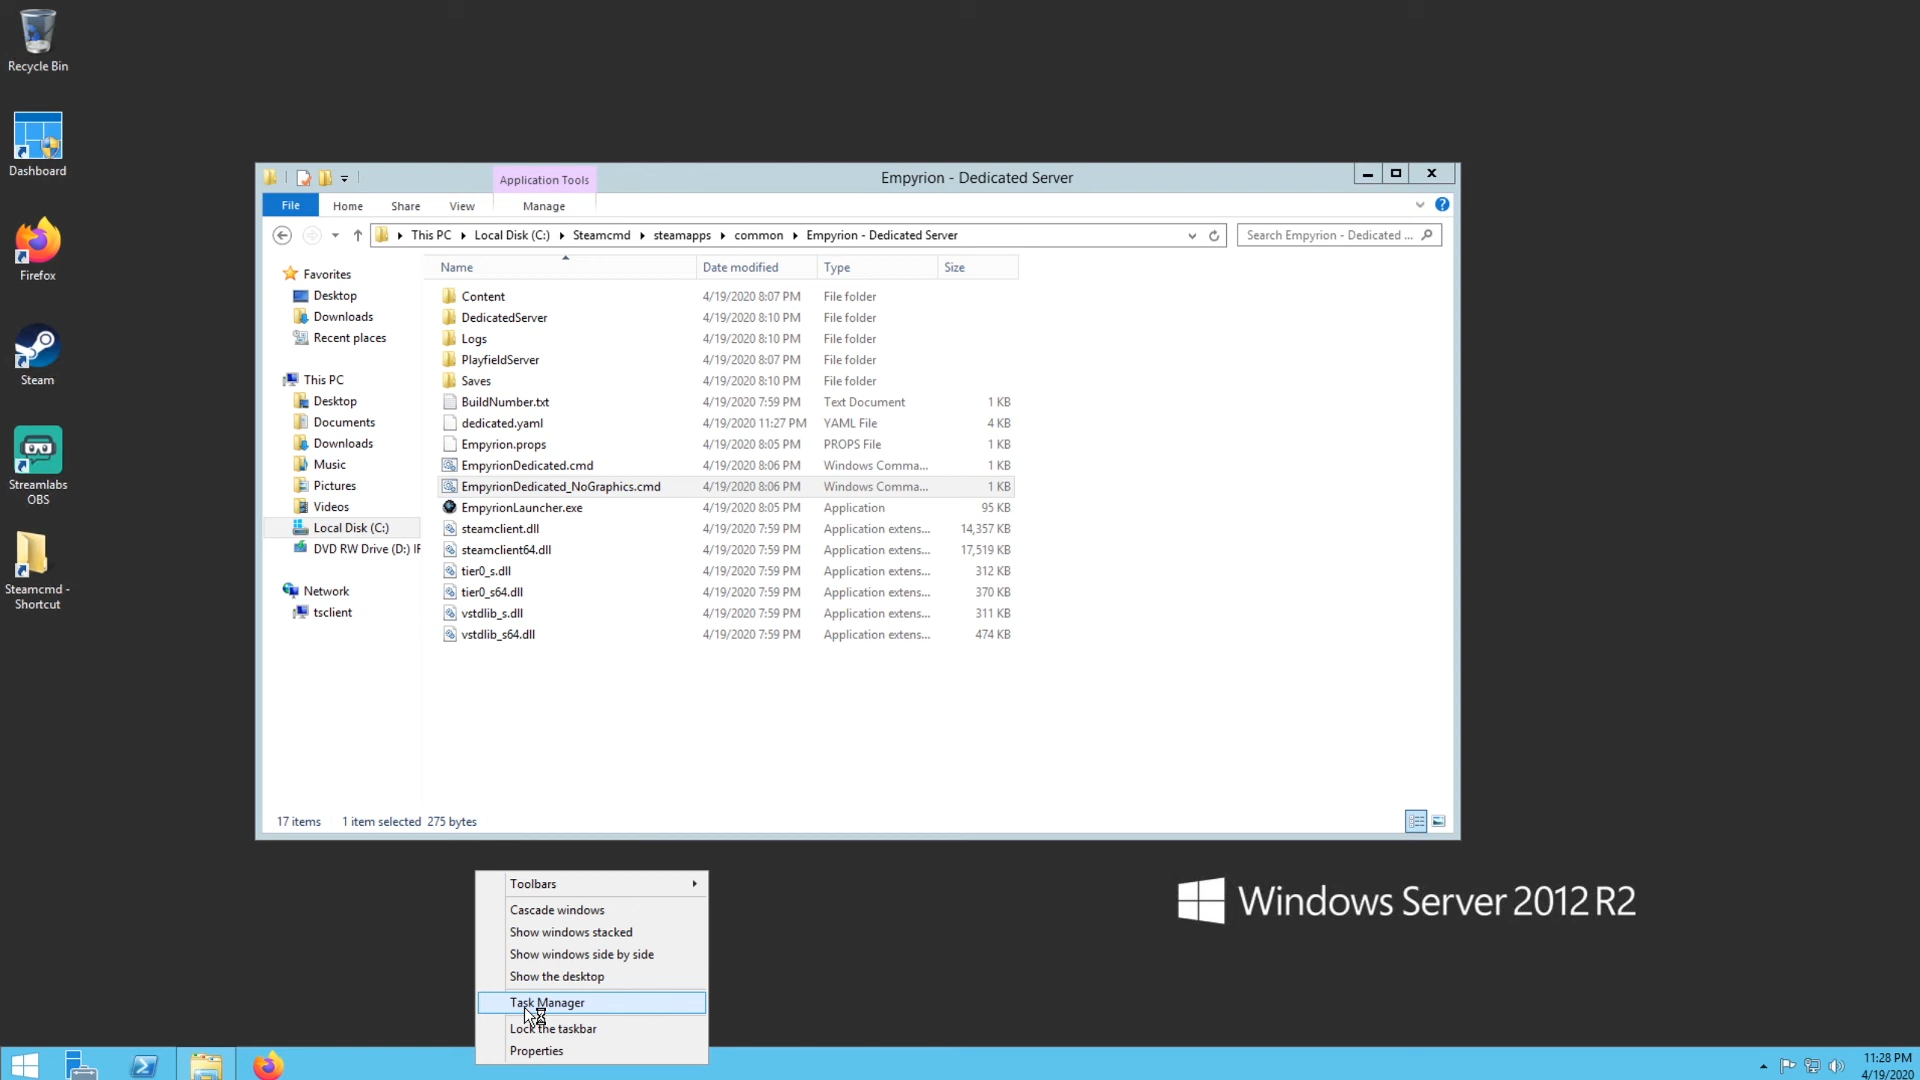 Recycle Bin
Dashboard
Firefox
Steam
Streamlabs
OBS
Steamcmd -
Shortcut
Application Tools
Empyrion - Dedicated Server
File
Home
Share
View
Manage
This PC
Local Disk (C:)
Steamcmd
steamapps
common
Empyrion - Dedicated Server
Search Empyrion - Dedicated ...
Favorites
Desktop
Downloads
Recent places
This PC
Desktop
Documents
Downloads
Music
Pictures
Videos
Local Disk (C:)
DVD RW Drive (D:) IF
Network
tsclient
Name Date modified Type Size
Content 4/19/2020 8:07 PM File folder
DedicatedServer 4/19/2020 8:10 PM File folder
Logs 4/19/2020 8:10 PM File folder
PlayfieldServer 4/19/2020 8:07 PM File folder
Saves 4/19/2020 8:10 PM File folder
BuildNumber.txt 4/19/2020 7:59 PM Text Document 1 KB
dedicated.yaml 4/19/2020 11:27 PM YAML File 4 KB
Empyrion.props 4/19/2020 8:05 PM PROPS File 1 KB
EmpyrionDedicated.cmd 4/19/2020 8:06 PM Windows Comma... 1 KB
EmpyrionDedicated_NoGraphics.cmd 4/19/2020 8:06 PM Windows Comma... 1 KB
EmpyrionLauncher.exe 4/19/2020 8:05 PM Application 95 KB
steamclient.dll 4/19/2020 7:59 PM Application extens... 14,357 KB
steamclient64.dll 4/19/2020 7:59 PM Application extens... 17,519 KB
tier0_s.dll 4/19/2020 7:59 PM Application extens... 312 KB
tier0_s64.dll 4/19/2020 7:59 PM Application extens... 370 KB
vstdlib_s.dll 4/19/2020 7:59 PM Application extens... 311 KB
vstdlib_s64.dll 4/19/2020 7:59 PM Application extens... 474 KB
17 items 1 item selected 275 bytes
Toolbars
Cascade windows
Show windows stacked
Show windows side by side
Show the desktop
Task Manager
Lock the taskbar
Properties
Windows Server 2012 R2
11:28 PM
4/19/2020